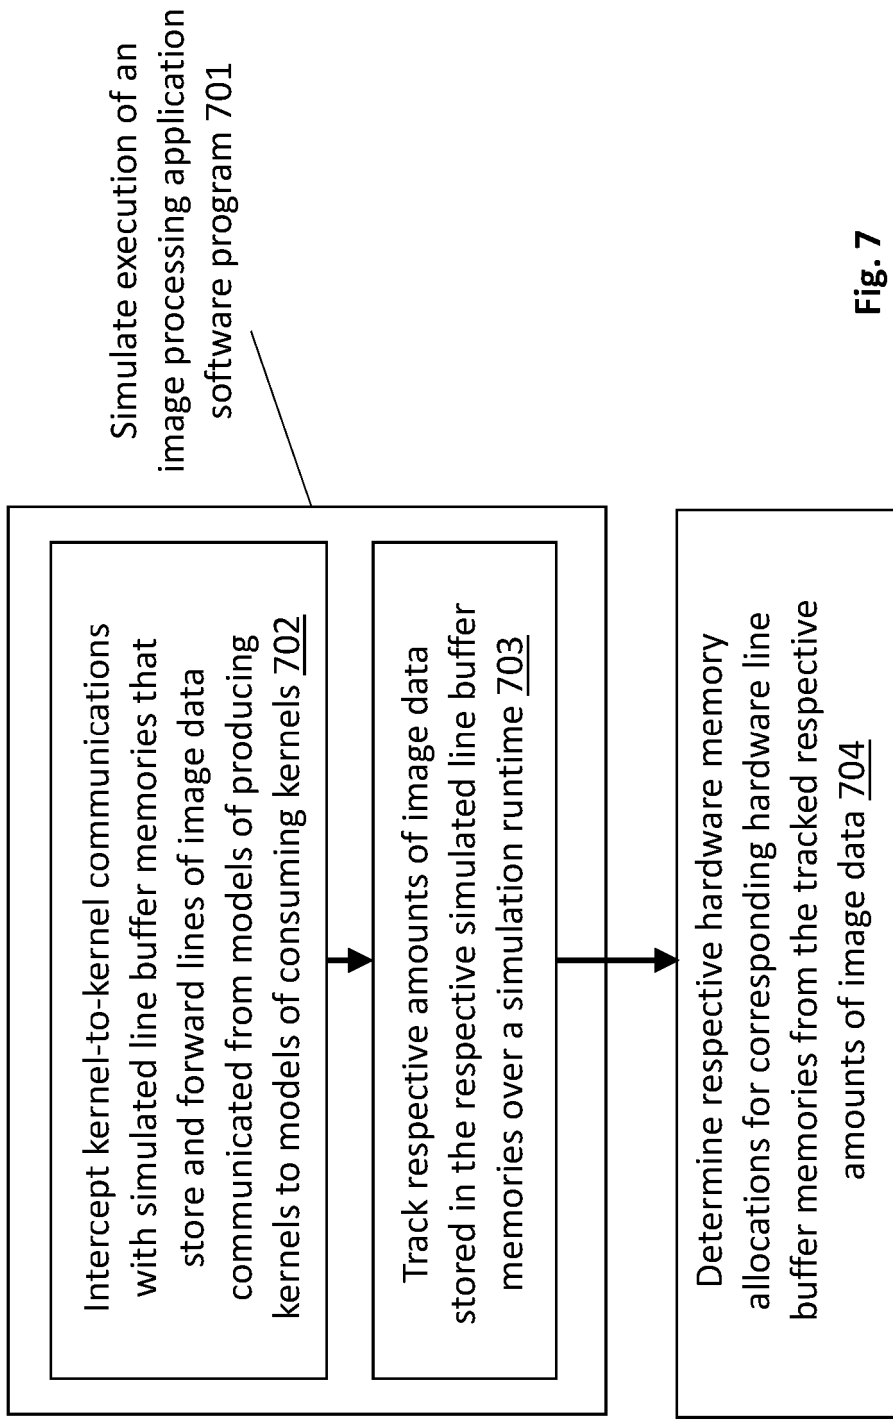 Simulate execution of an
image processing application
software program 701
Intercept kernel-to-kernel communications
with simulated line buffer memories that
store and forward lines of image data
communicated from models of producing
kernels to models of consuming kernels 702
Track respective amounts of image data
stored in the respective simulated line buffer
memories over a simulation runtime 703
Determine respective hardware memory
allocations for corresponding hardware line
buffer memories from the tracked respective
amounts of image data 704
Fig. 7